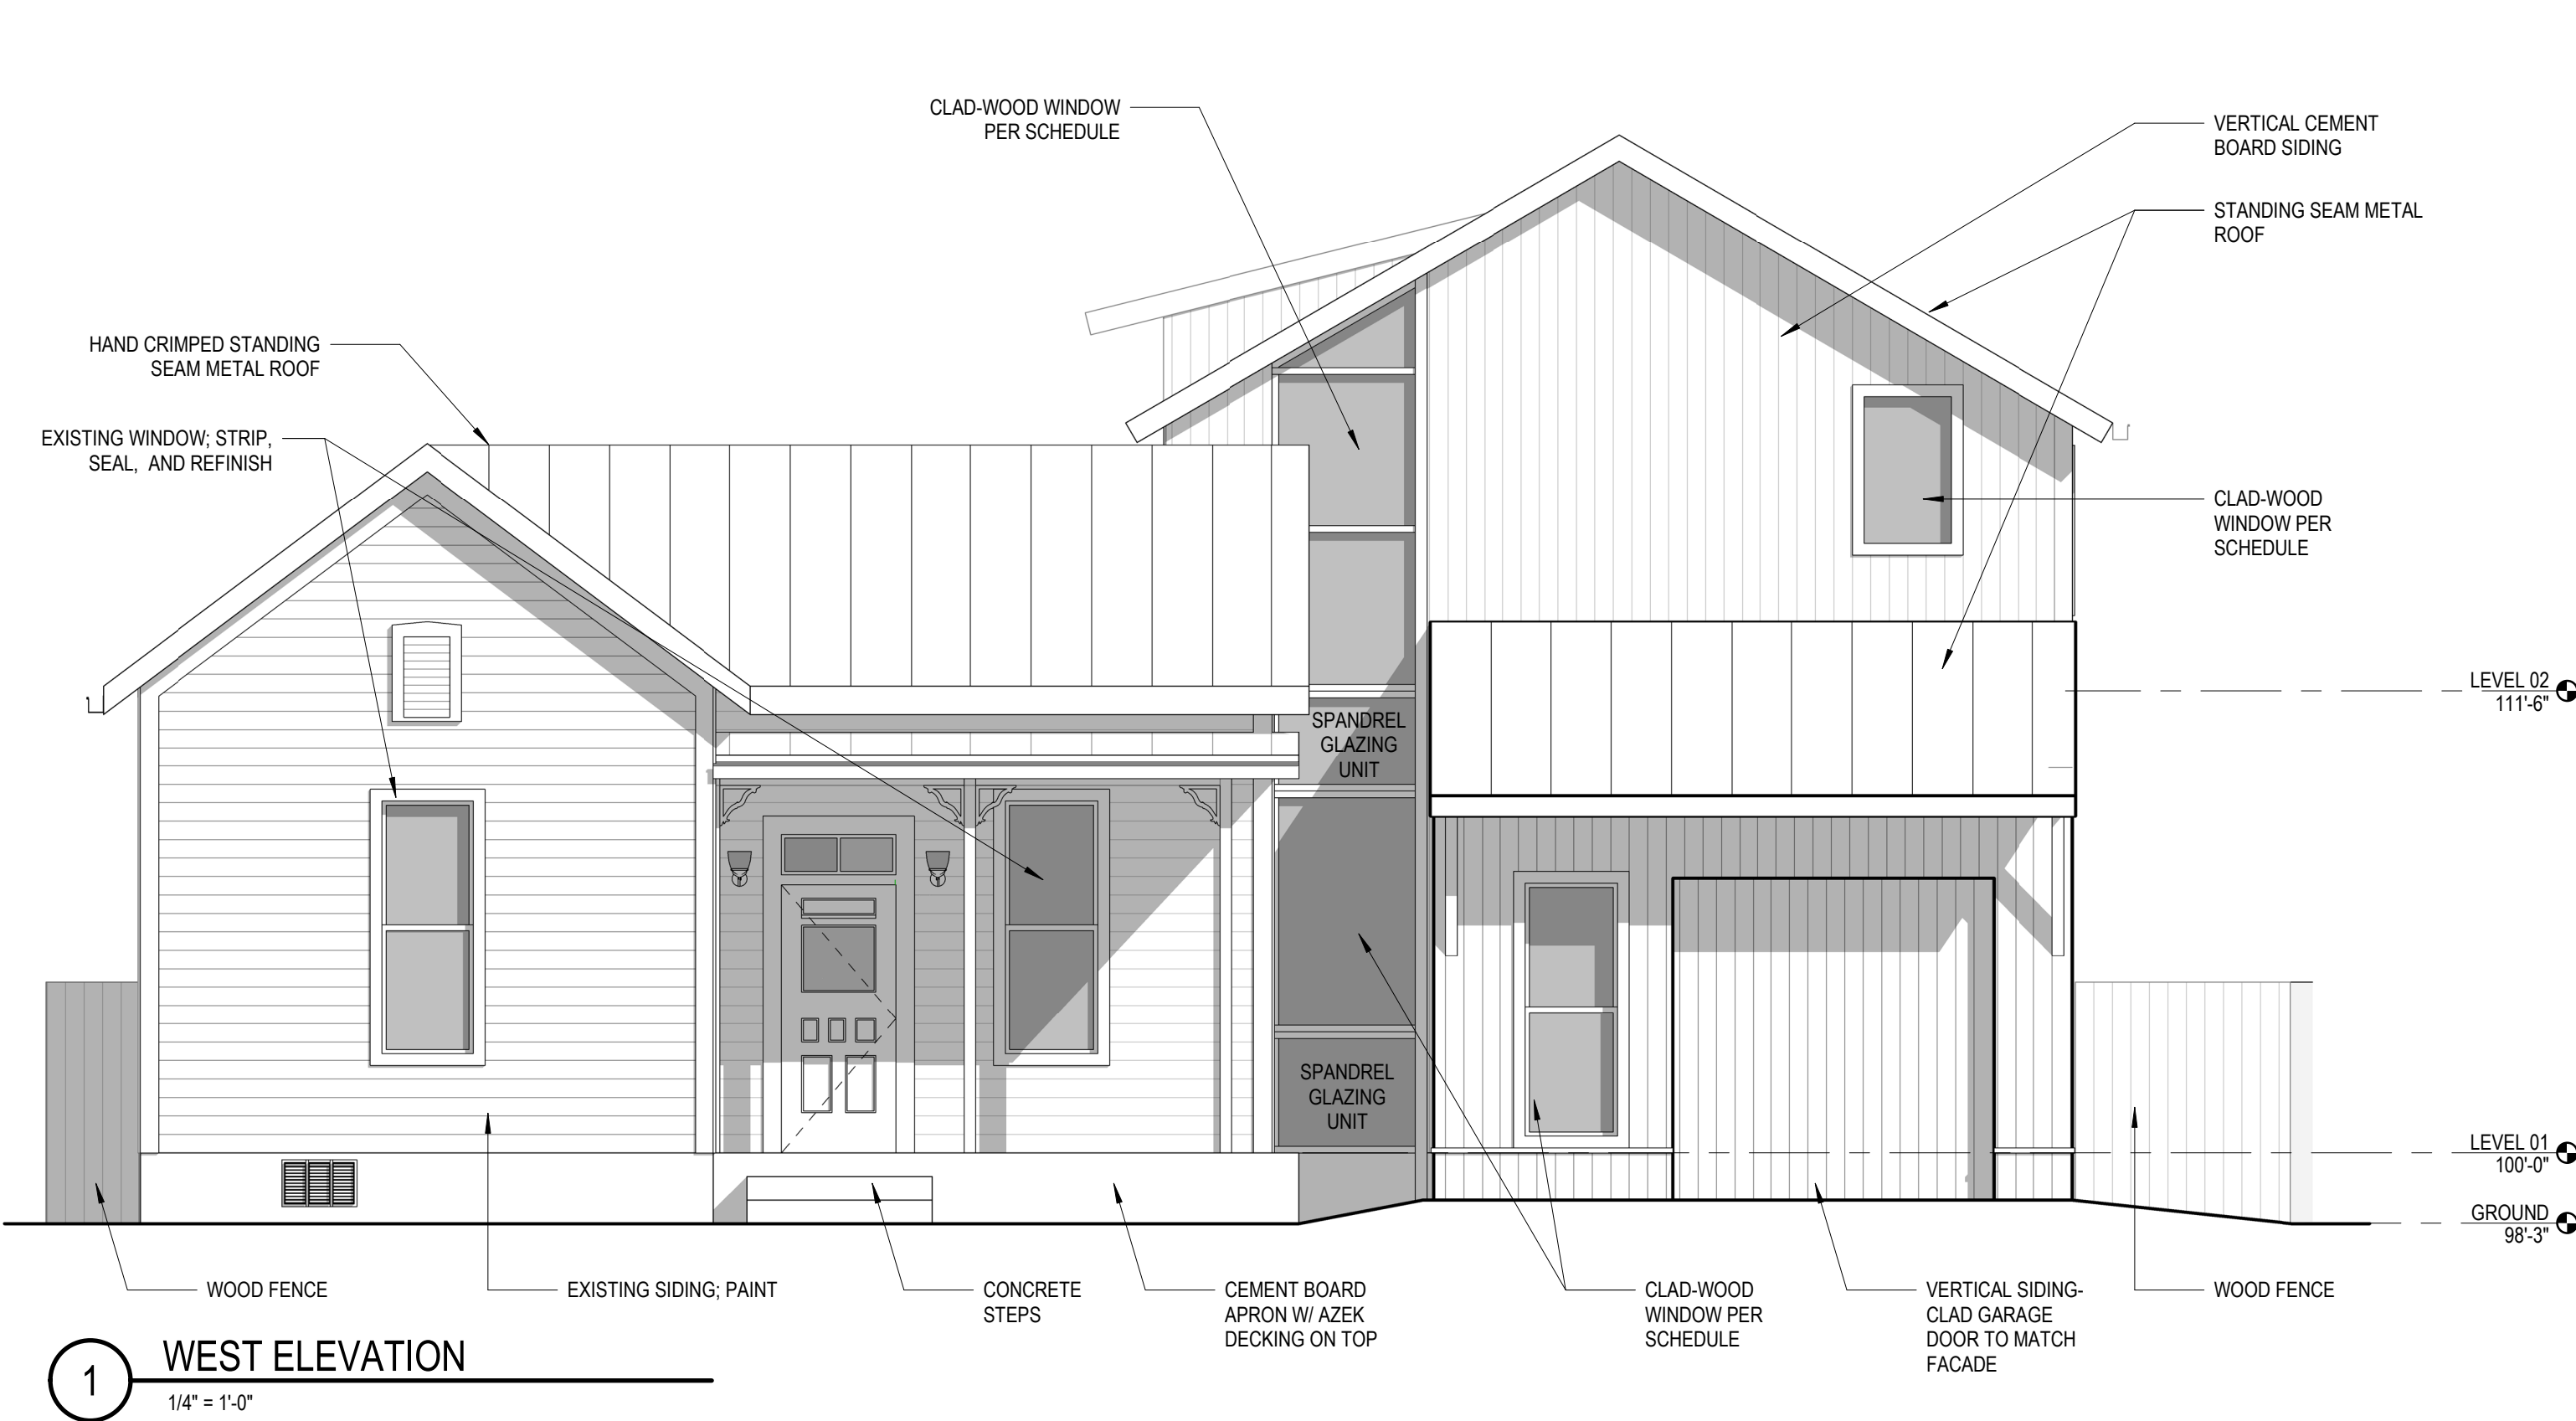 CLAD-WOOD WINDOW
PER SCHEDULE
VERTICAL CEMENT
BOARD SIDING
STANDING SEAM METAL
ROOF
HAND CRIMPED STANDING
SEAM METAL ROOF
EXISTING WINDOW; STRIP,
SEAL, AND REFINISH
CLAD-WOOD
WINDOW PER
SCHEDULE
LEVEL 02
111'-6"
SPANDREL
GLAZING
UNIT
SPANDREL
GLAZING
UNIT
LEVEL 01
100'-0"
GROUND
98'-3"
WOOD FENCE
EXISTING SIDING; PAINT
CONCRETE
STEPS
CEMENT BOARD
APRON W/ AZEK
DECKING ON TOP
CLAD-WOOD
WINDOW PER
SCHEDULE
VERTICAL SIDING-
CLAD GARAGE
DOOR TO MATCH
FACADE
WOOD FENCE
1
WEST ELEVATION
1/4" = 1'-0"